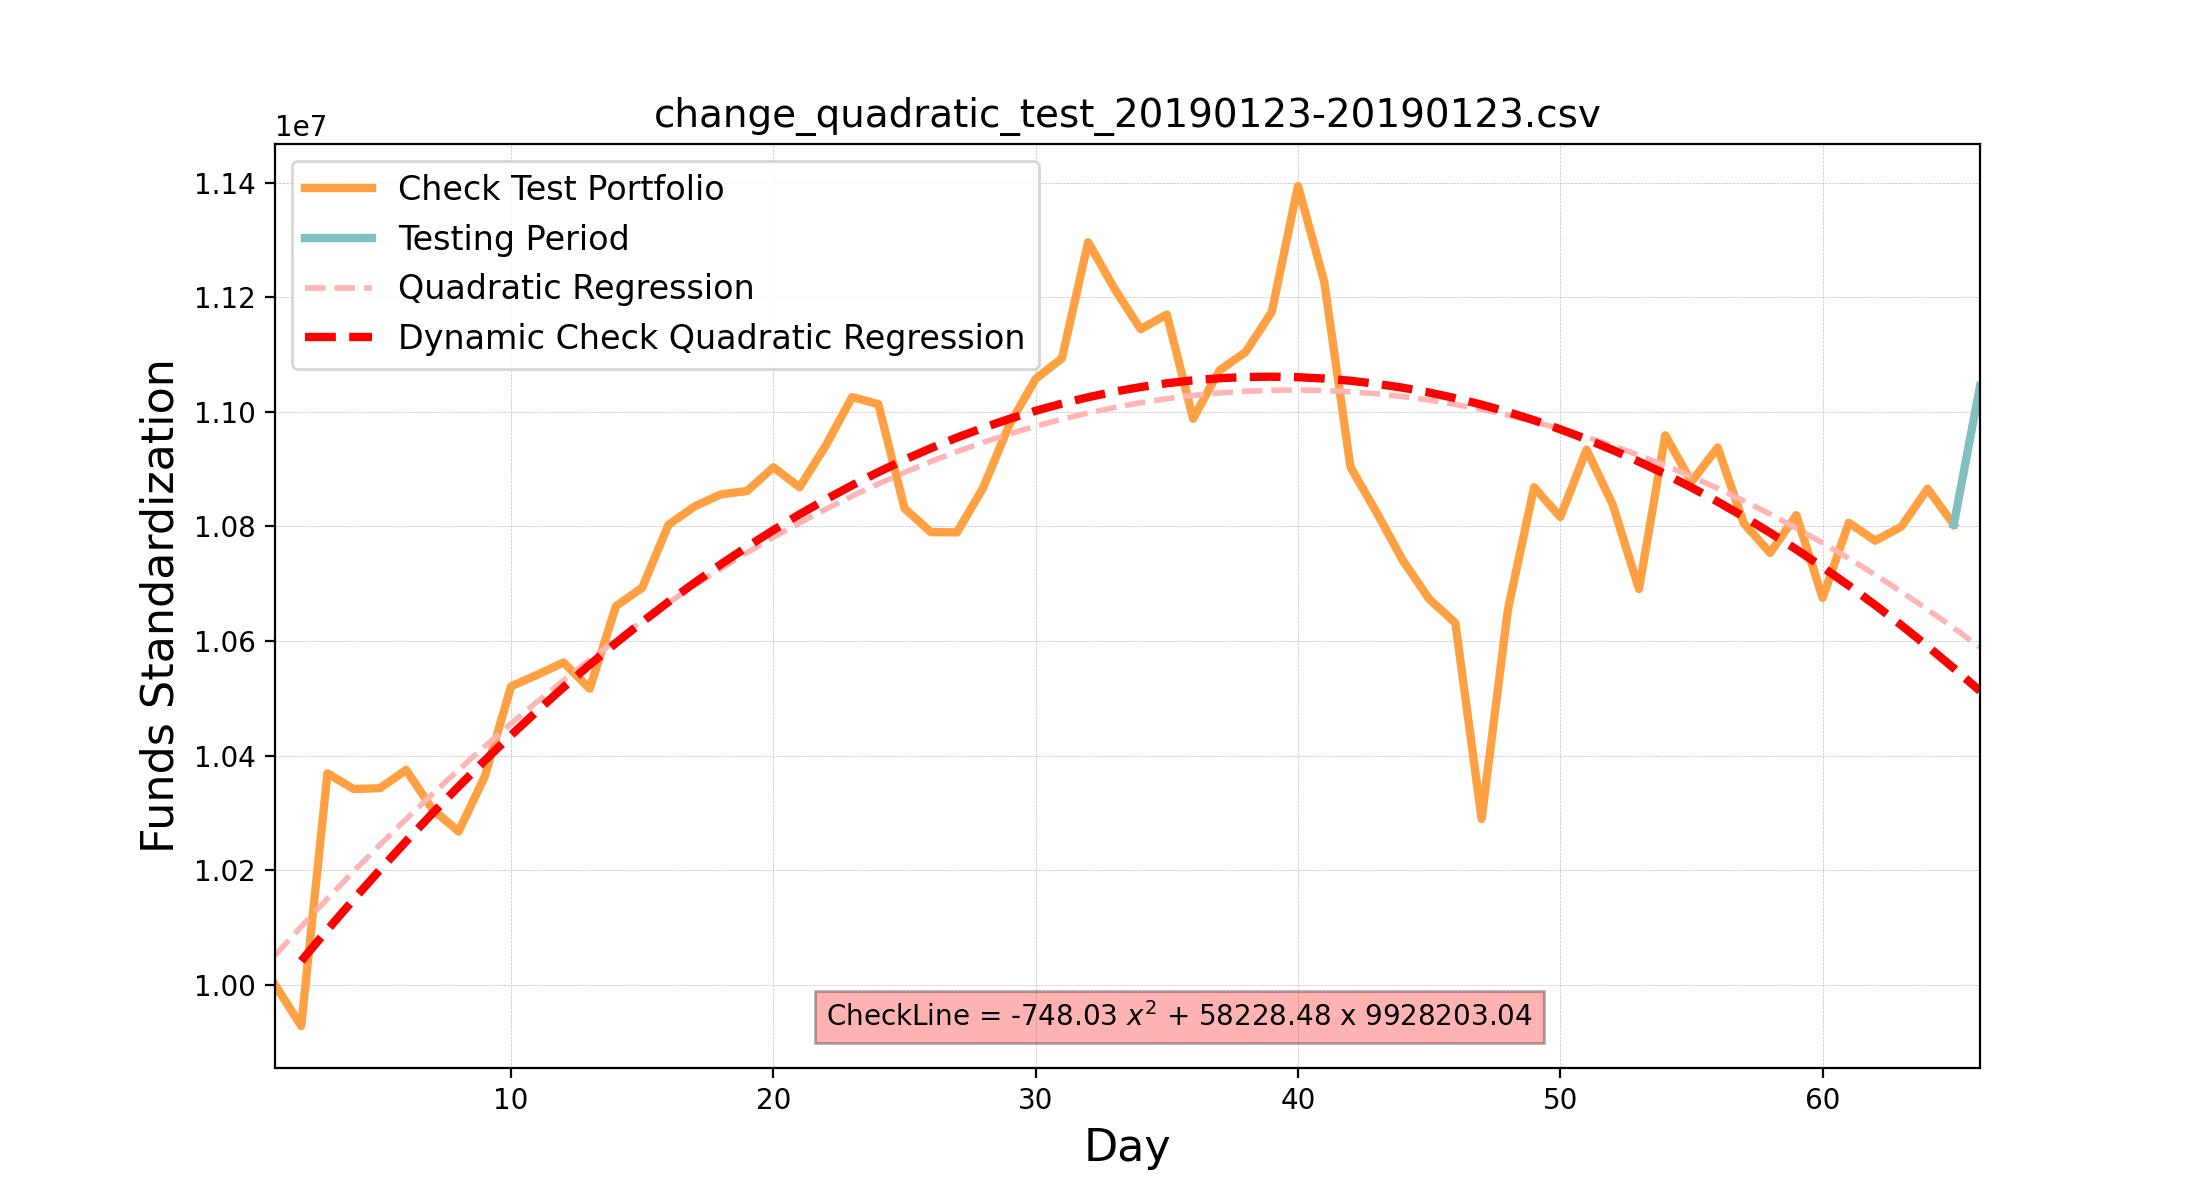 change_quadratic_test_20190123-20190123.csv
1e7
Check Test Portfolio
Testing Period
Quadratic Regression
Dynamic Check Quadratic Regression
1.14
1.12
1.10
1.08
1.06
1.04
1.02
1.00
Funds Standardization
CheckLine = -748.03 x² + 58228.48 x 9928203.04
10 20 30 40 50 60
Day